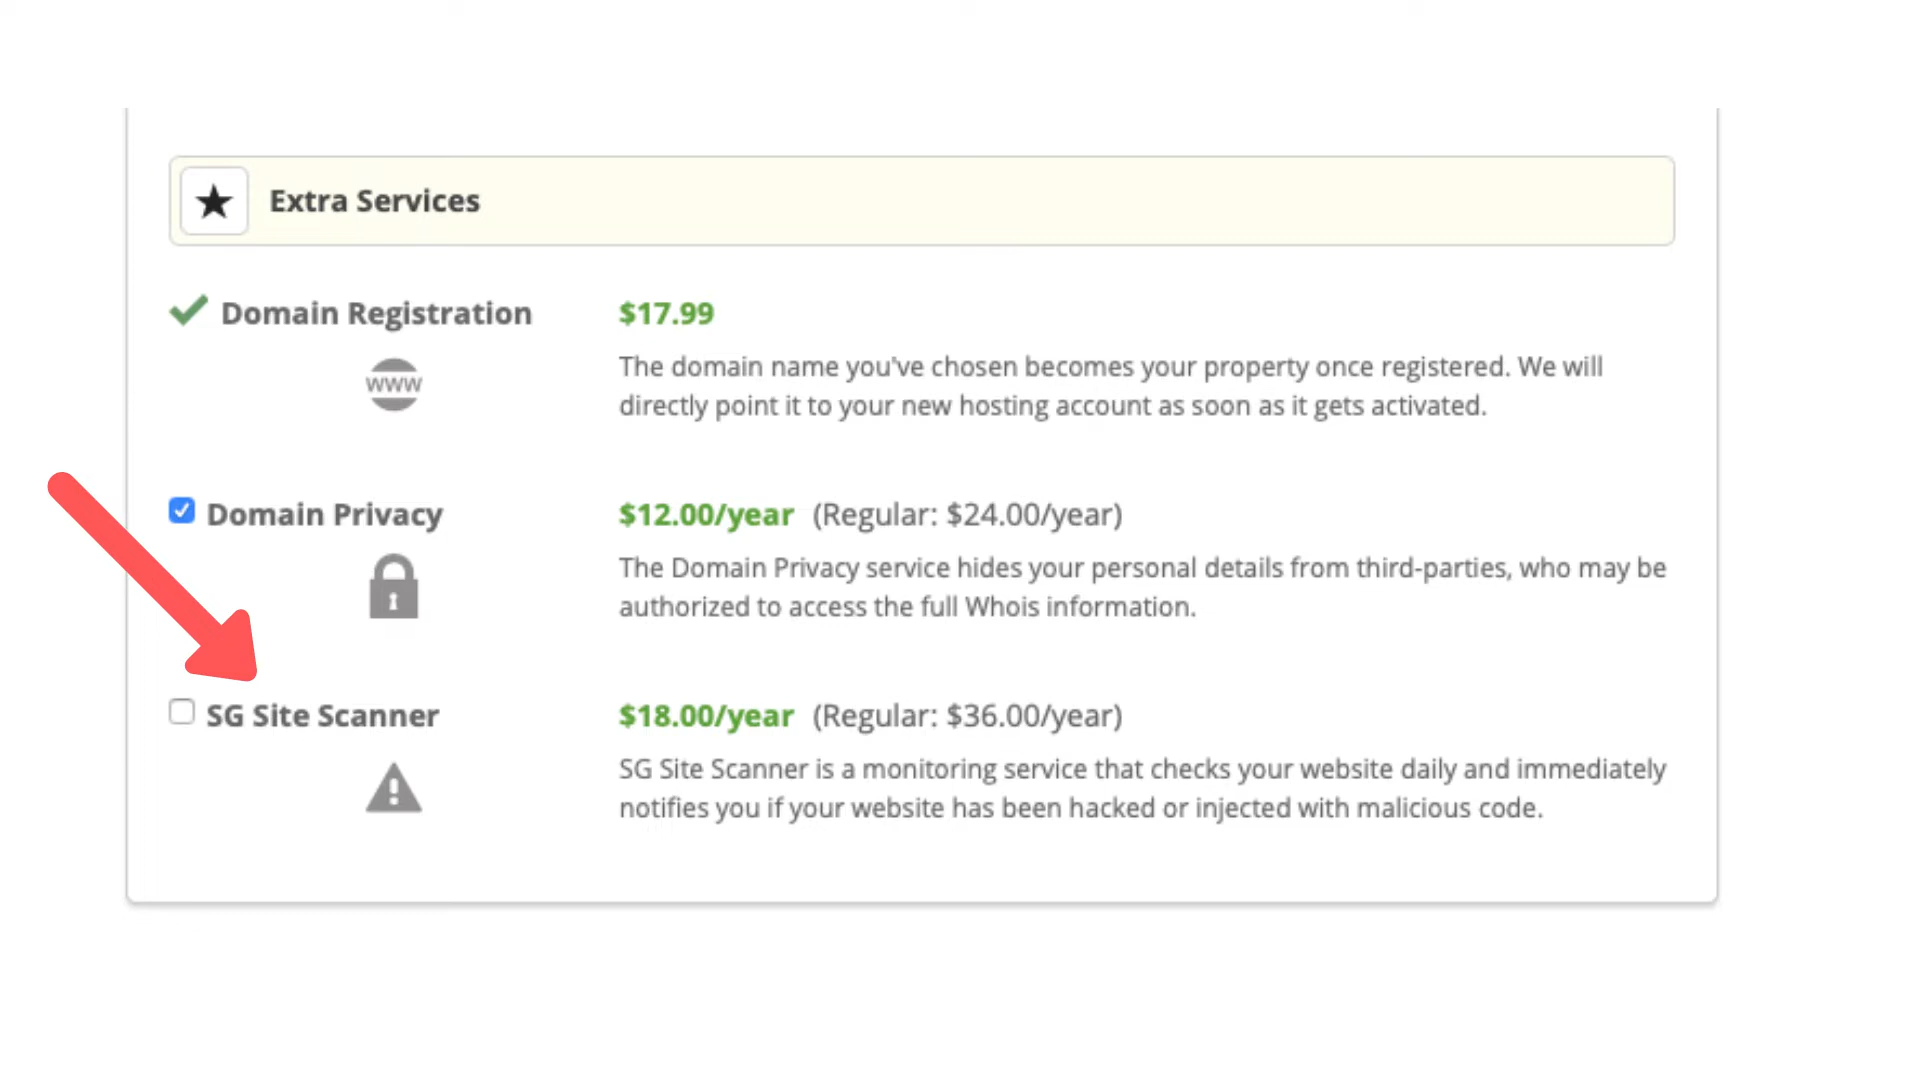 Extra Services
Domain Registration
$17.99
www
The domain name you've chosen becomes your property once registered. We will
directly point it to your new hosting account as soon as it gets activated.
Domain Privacy
$12.00/year (Regular: $24.00/year)
The Domain Privacy service hides your personal details from third-parties, who may be
authorized to access the full Whois information.
SG Site Scanner
$18.00/year (Regular: $36.00/year)
SG Site Scanner is a monitoring service that checks your website daily and immediately
notifies you if your website has been hacked or injected with malicious code.